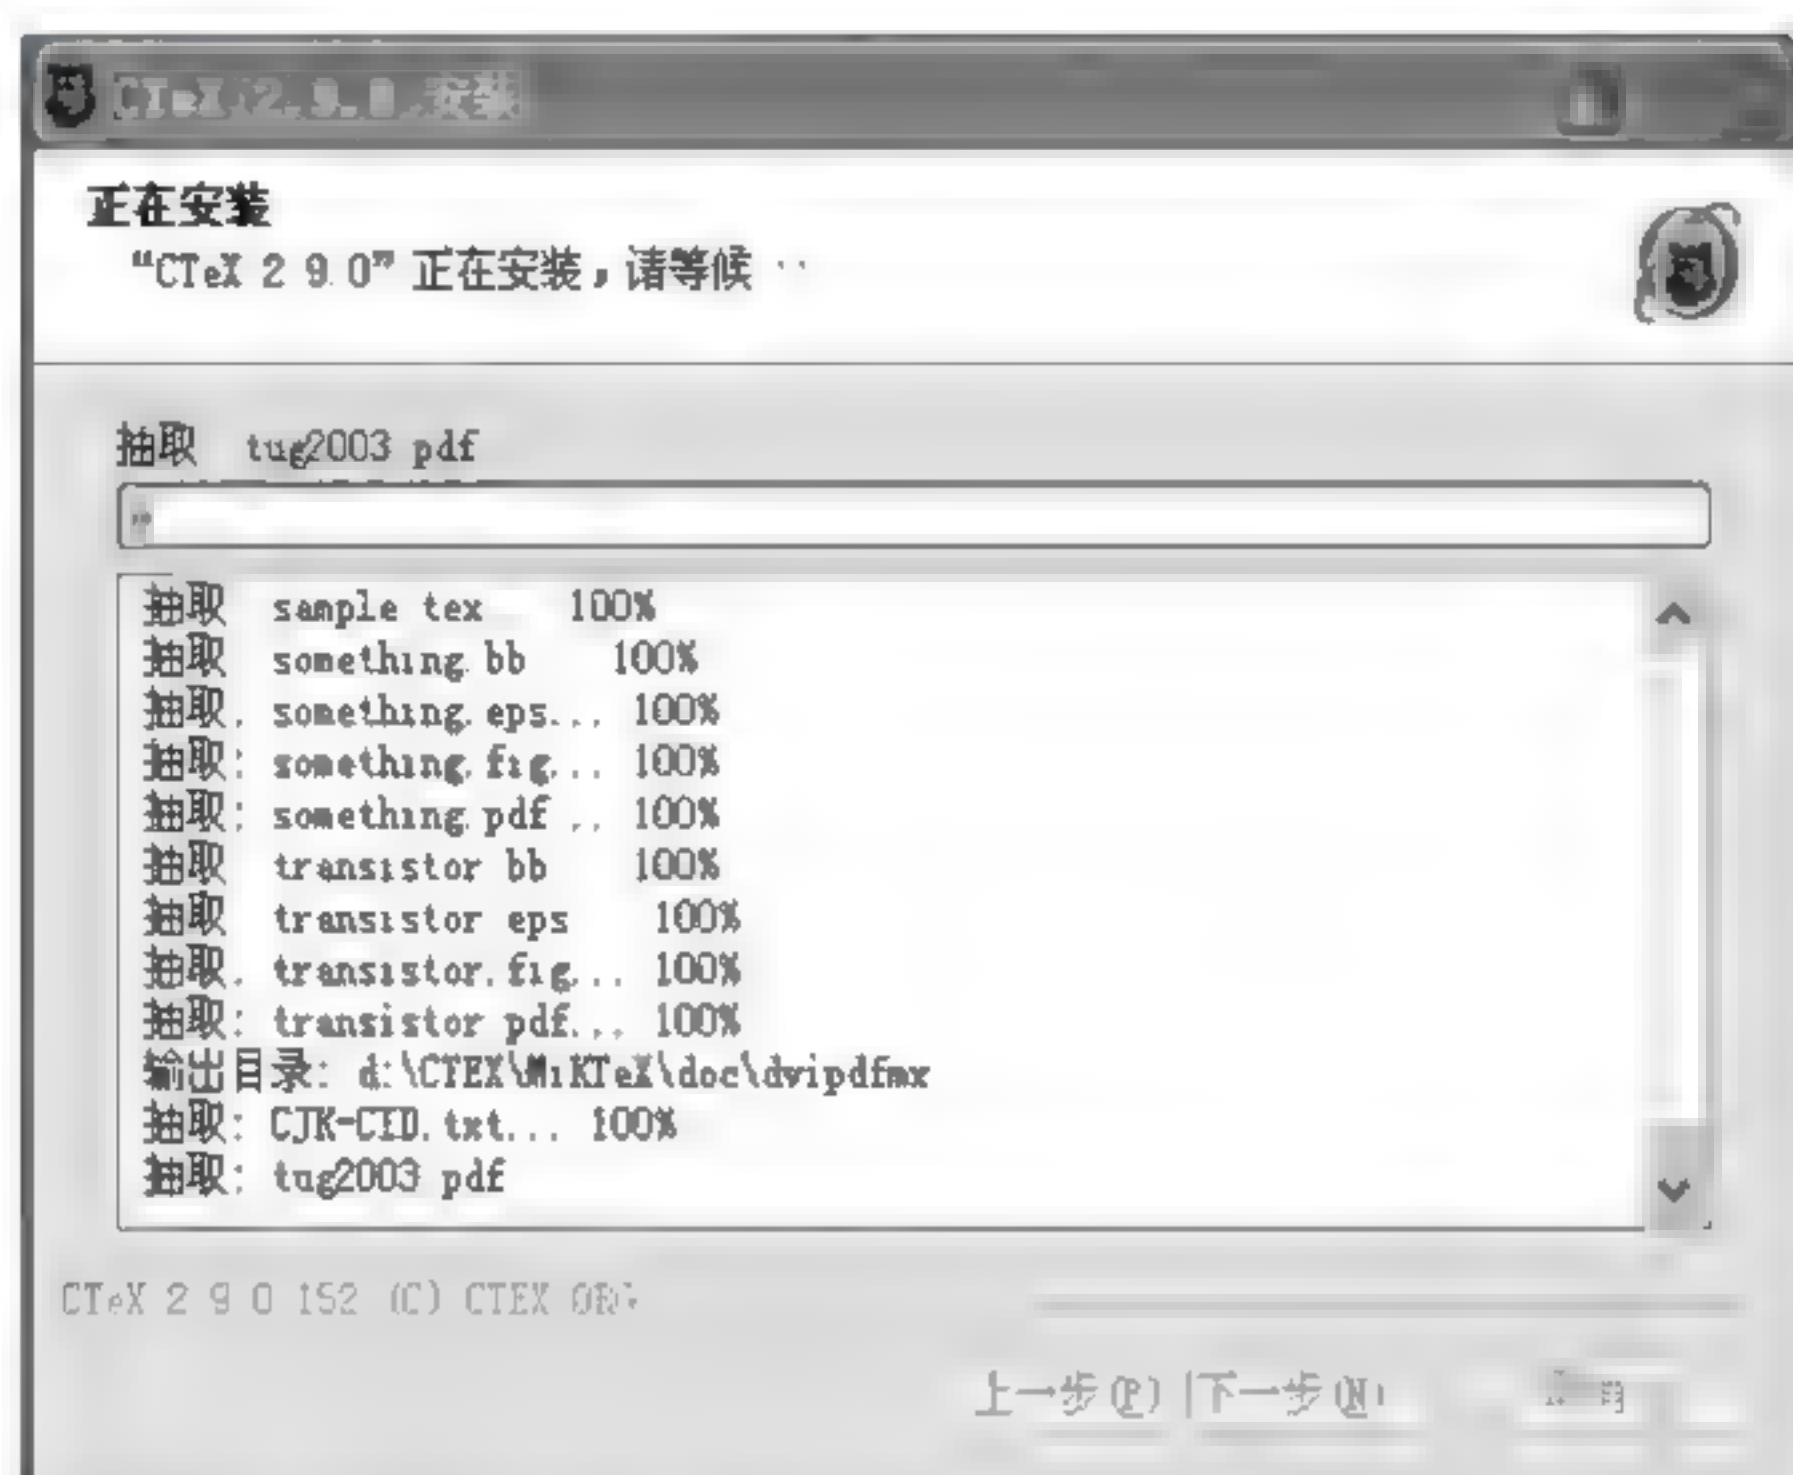 CTeX 2.9.0 安装
正在安装
“CTeX 2 9.0” 正在安装，请等候
抽取 tug2003 pdf
抽取 sample tex 100%
抽取 something bb 100%
抽取. something.eps... 100%
抽取: something.fig... 100%
抽取: something pdf .. 100%
抽取 transistor bb 100%
抽取 transistor eps 100%
抽取. transistor.fig... 100%
抽取: transistor pdf... 100%
输出目录: d:\CTEX\MiKTeX\doc\dvipdfmx
抽取: CJK-CID.txt... 100%
抽取: tug2003 pdf
CTeX 2 9 0 152 (C) CTEX ORG
上一步(P) 下一步(N)